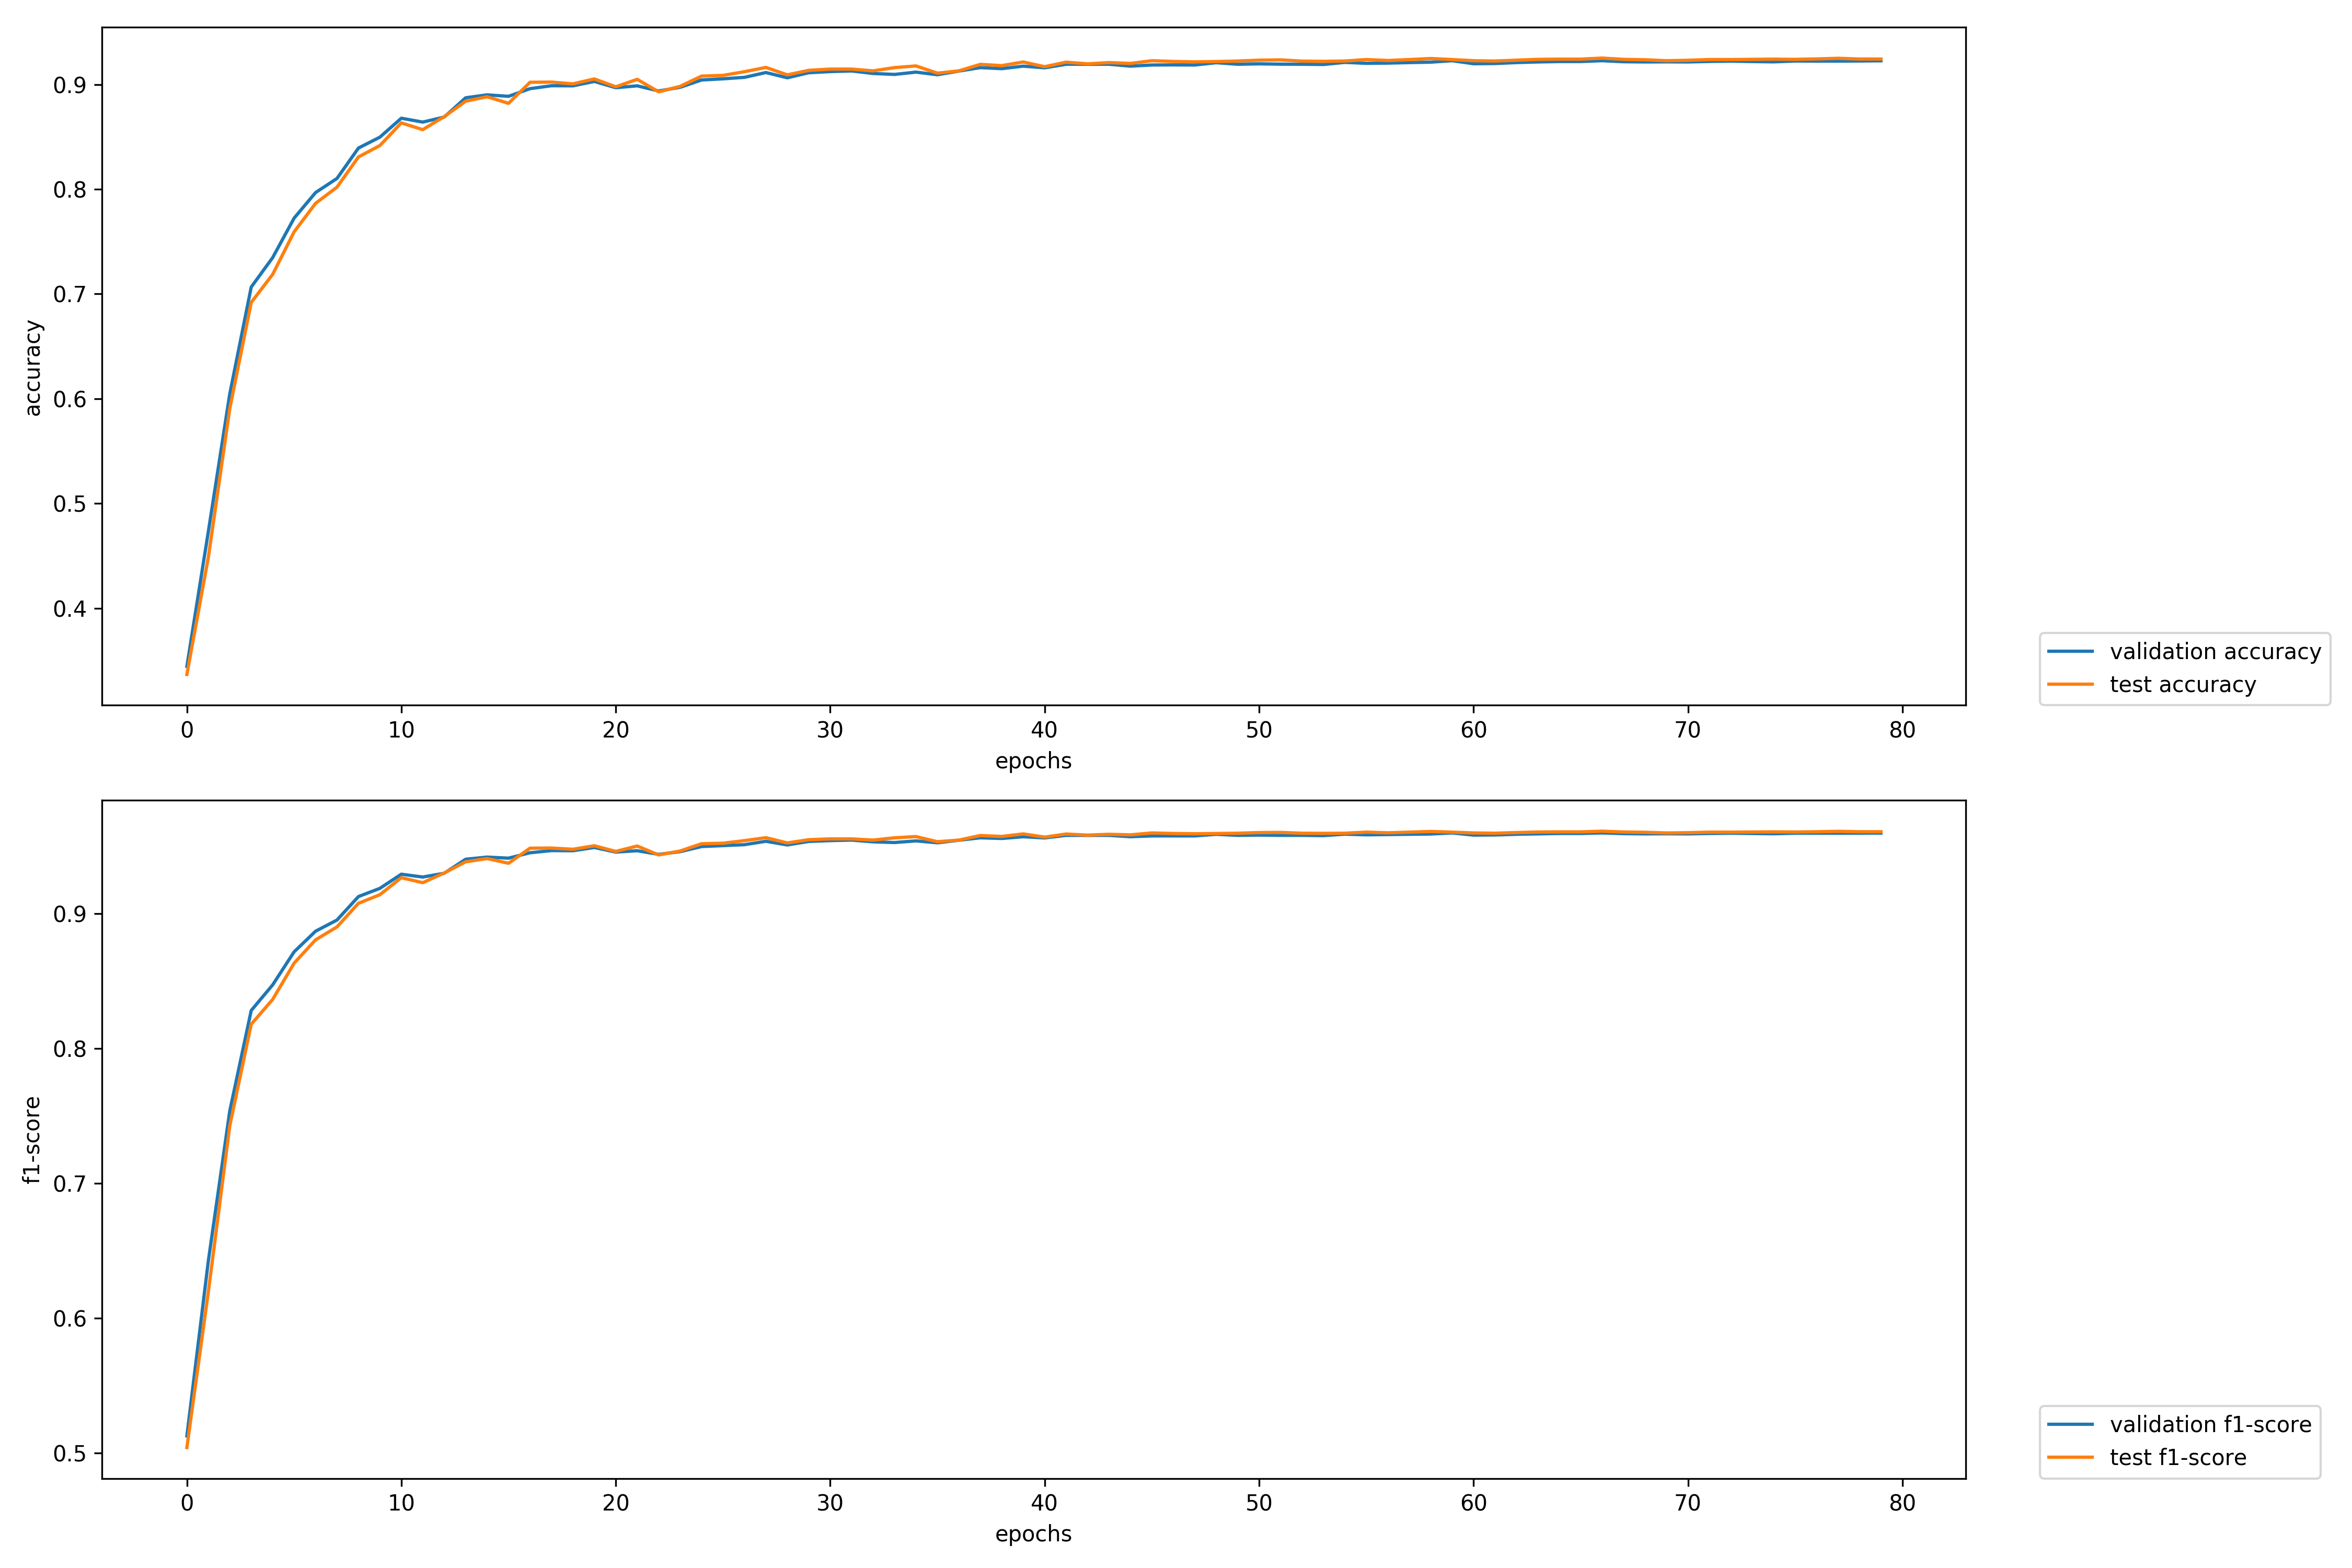 0.9
0.8
0.7
0.6
0.5
0.4
accuracy
0 10 20 30 40 50 60 70 80
epochs
validation accuracy
test accuracy
0.9
0.8
0.7
0.6
0.5
f1-score
0 10 20 30 40 50 60 70 80
epochs
validation f1-score
test f1-score